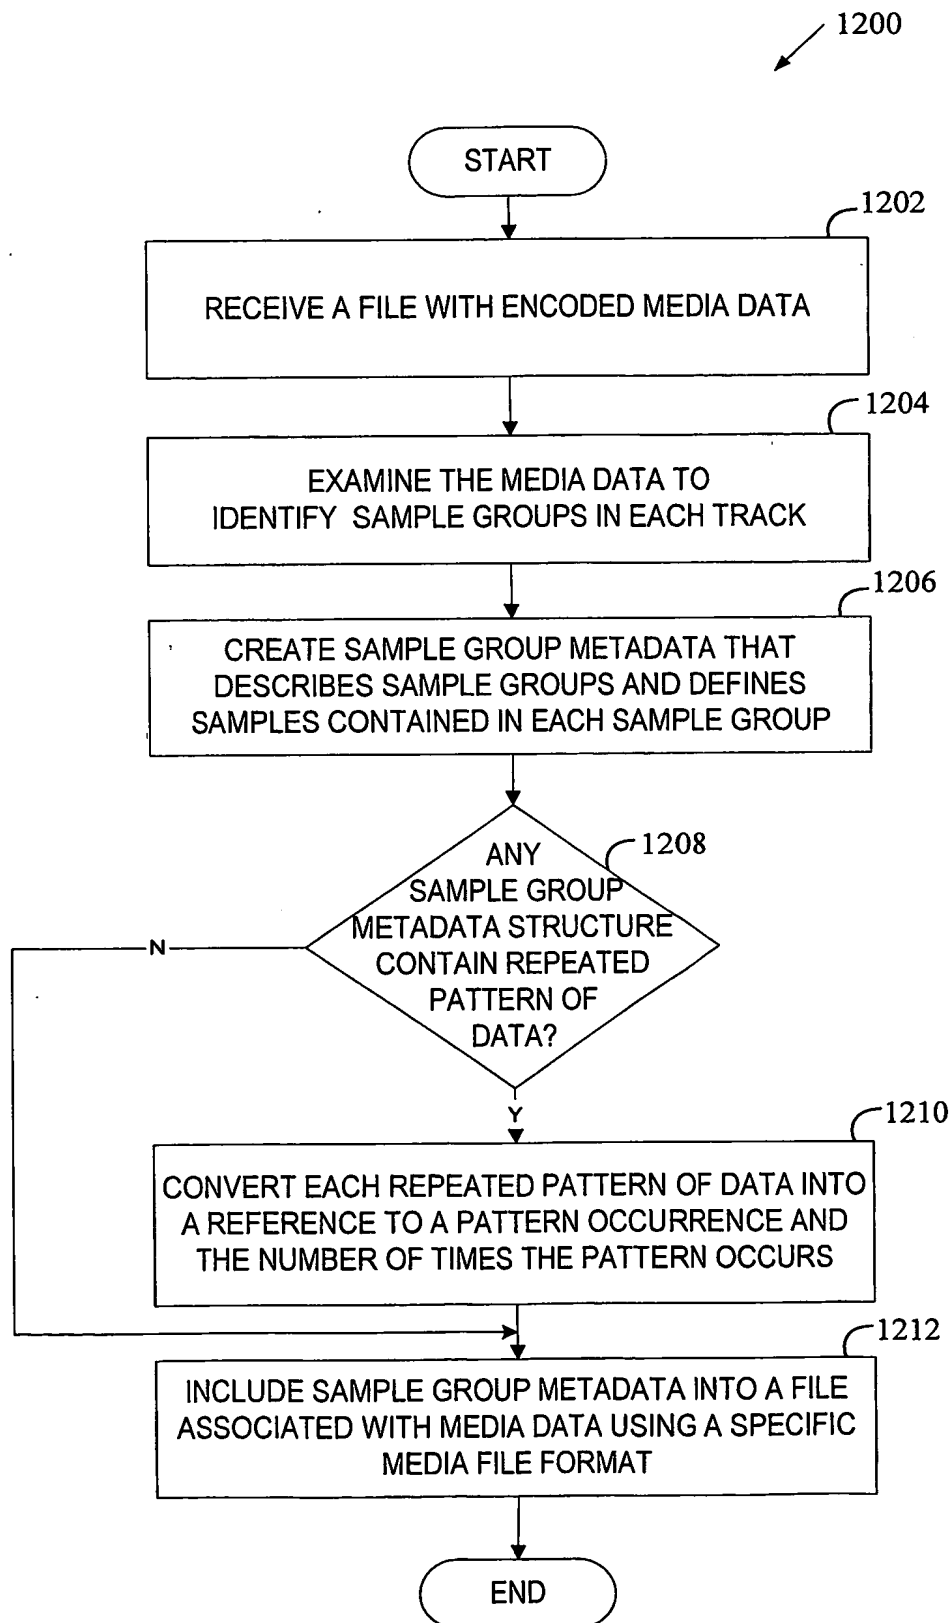 1200
START
1202
RECEIVE A FILE WITH ENCODED MEDIA DATA
1204
EXAMINE THE MEDIA DATA TO
IDENTIFY SAMPLE GROUPS IN EACH TRACK
1206
CREATE SAMPLE GROUP METADATA THAT
DESCRIBES SAMPLE GROUPS AND DEFINES
SAMPLES CONTAINED IN EACH SAMPLE GROUP
1208
ANY
SAMPLE GROUP
METADATA STRUCTURE
CONTAIN REPEATED
PATTERN OF
DATA?
N
Y
1210
CONVERT EACH REPEATED PATTERN OF DATA INTO
A REFERENCE TO A PATTERN OCCURRENCE AND
THE NUMBER OF TIMES THE PATTERN OCCURS
1212
INCLUDE SAMPLE GROUP METADATA INTO A FILE
ASSOCIATED WITH MEDIA DATA USING A SPECIFIC
MEDIA FILE FORMAT
END